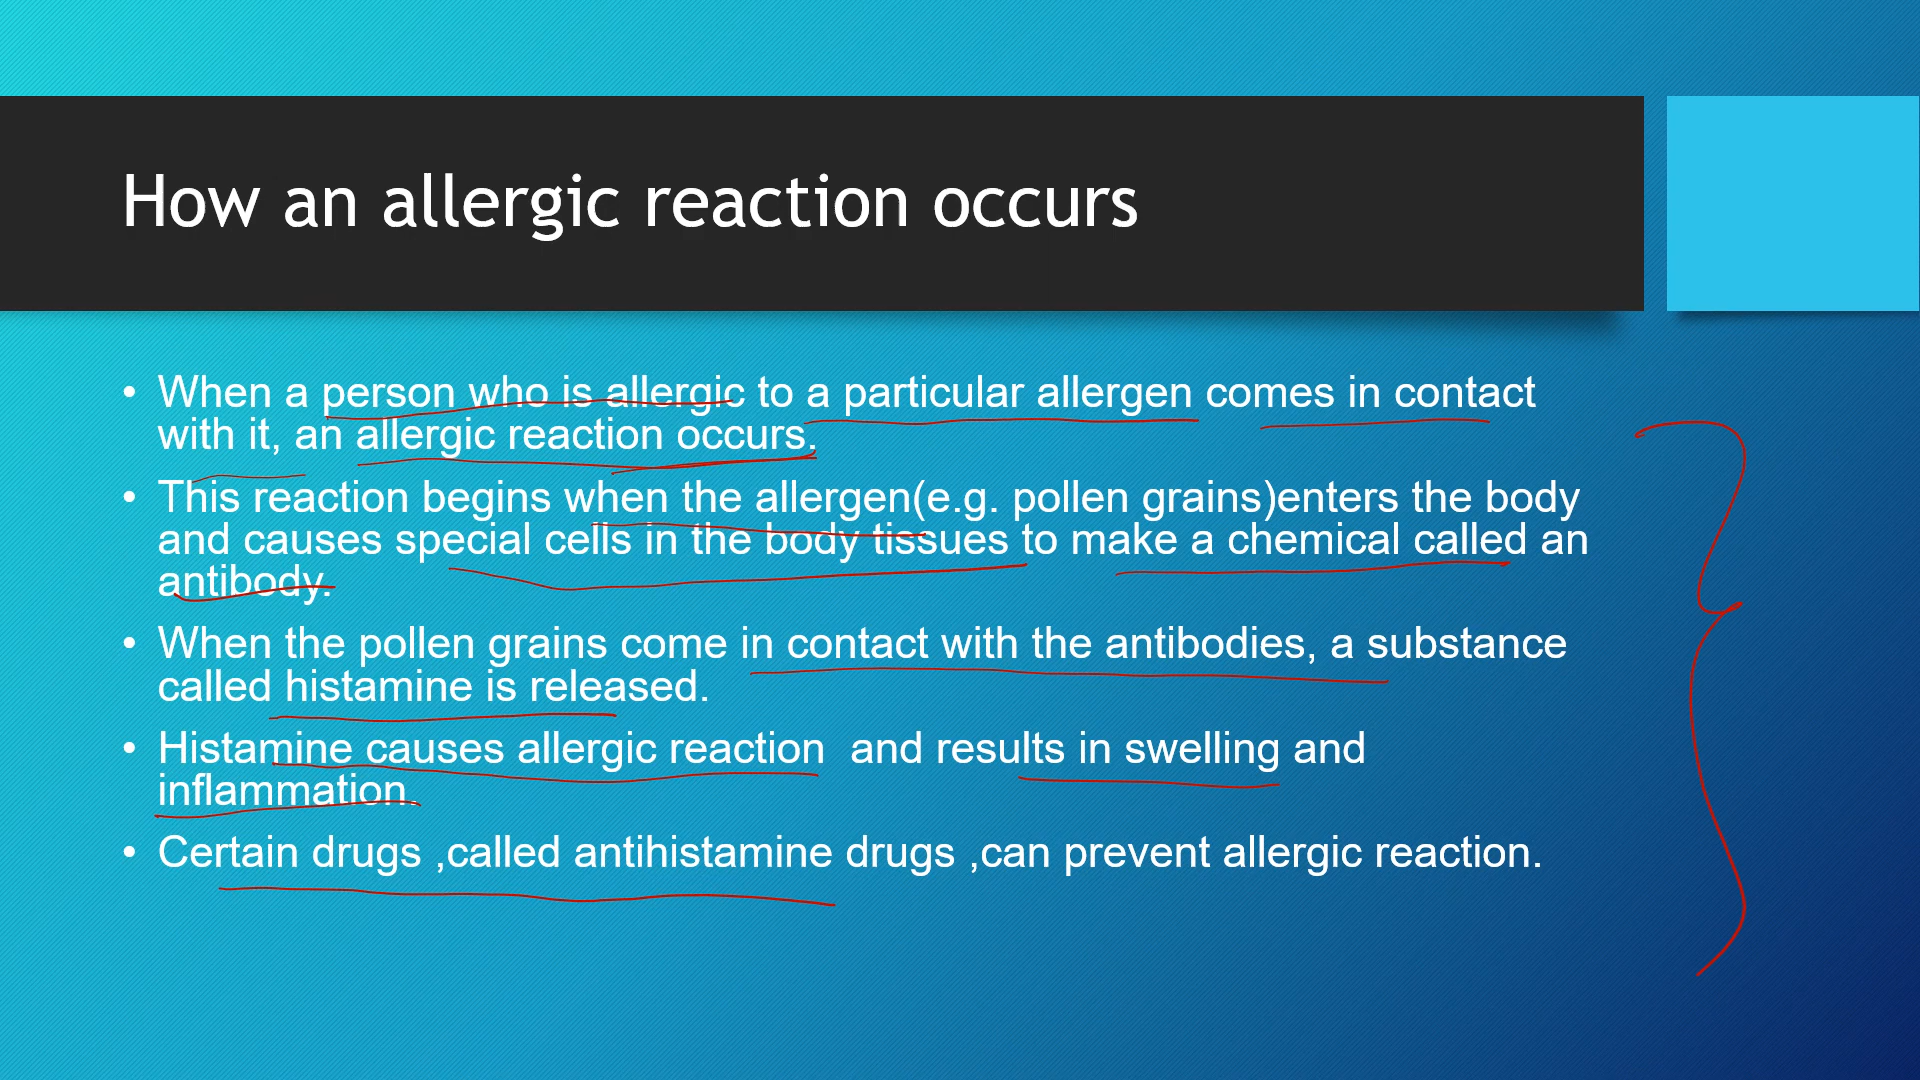 How an allergic reaction occurs
• When a person who is allergic to a particular allergen comes in contact
with it, an allergic reaction occurs.
• This reaction begins when the allergen(e.g. pollen grains)enters the body
and causes special cells in the body tissues to make a chemical called an
antibody.
• When the pollen grains come in contact with the antibodies, a substance
called histamine is released.
• Histamine causes allergic reaction  and results in swelling and
inflammation.
• Certain drugs ,called antihistamine drugs ,can prevent allergic reaction.